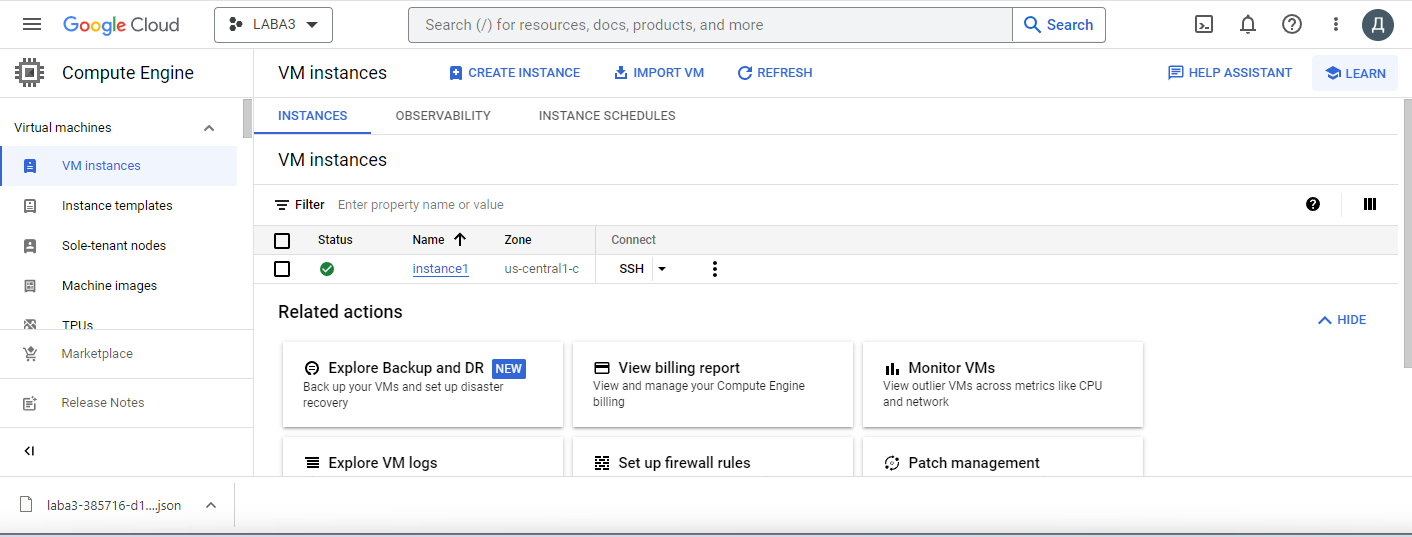 Google Cloud
LABA3
Search (/) for resources, docs, products, and more
Search
Д
Compute Engine
VM instances
CREATE INSTANCE
IMPORT VM
REFRESH
HELP ASSISTANT
LEARN
Virtual machines
VM instances
Instance templates
Sole-tenant nodes
Machine images
TPUs
Marketplace
Release Notes
INSTANCES
OBSERVABILITY
INSTANCE SCHEDULES
VM instances
Filter
Enter property name or value
Status
Name
Zone
Connect
instance1
us-central1-c
SSH
Related actions
HIDE
Explore Backup and DR NEW
Back up your VMs and set up disaster
recovery
View billing report
View and manage your Compute Engine
billing
Monitor VMs
View outlier VMs across metrics like CPU
and network
Explore VM logs
Set up firewall rules
Patch management
laba3-385716-d1....json